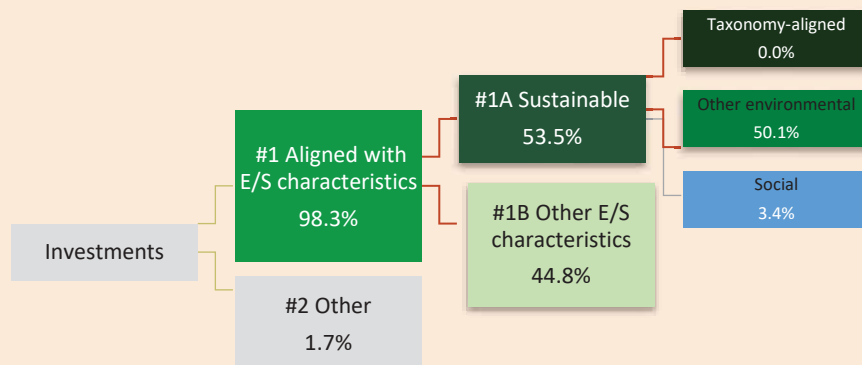 Investments
#1 Aligned with
E/S characteristics
98.3%
#2 Other
1.7%
#1A Sustainable
53.5%
#1B Other E/S
characteristics
44.8%
Taxonomy-aligned
0.0%
Other environmental
50.1%
Social
3.4%